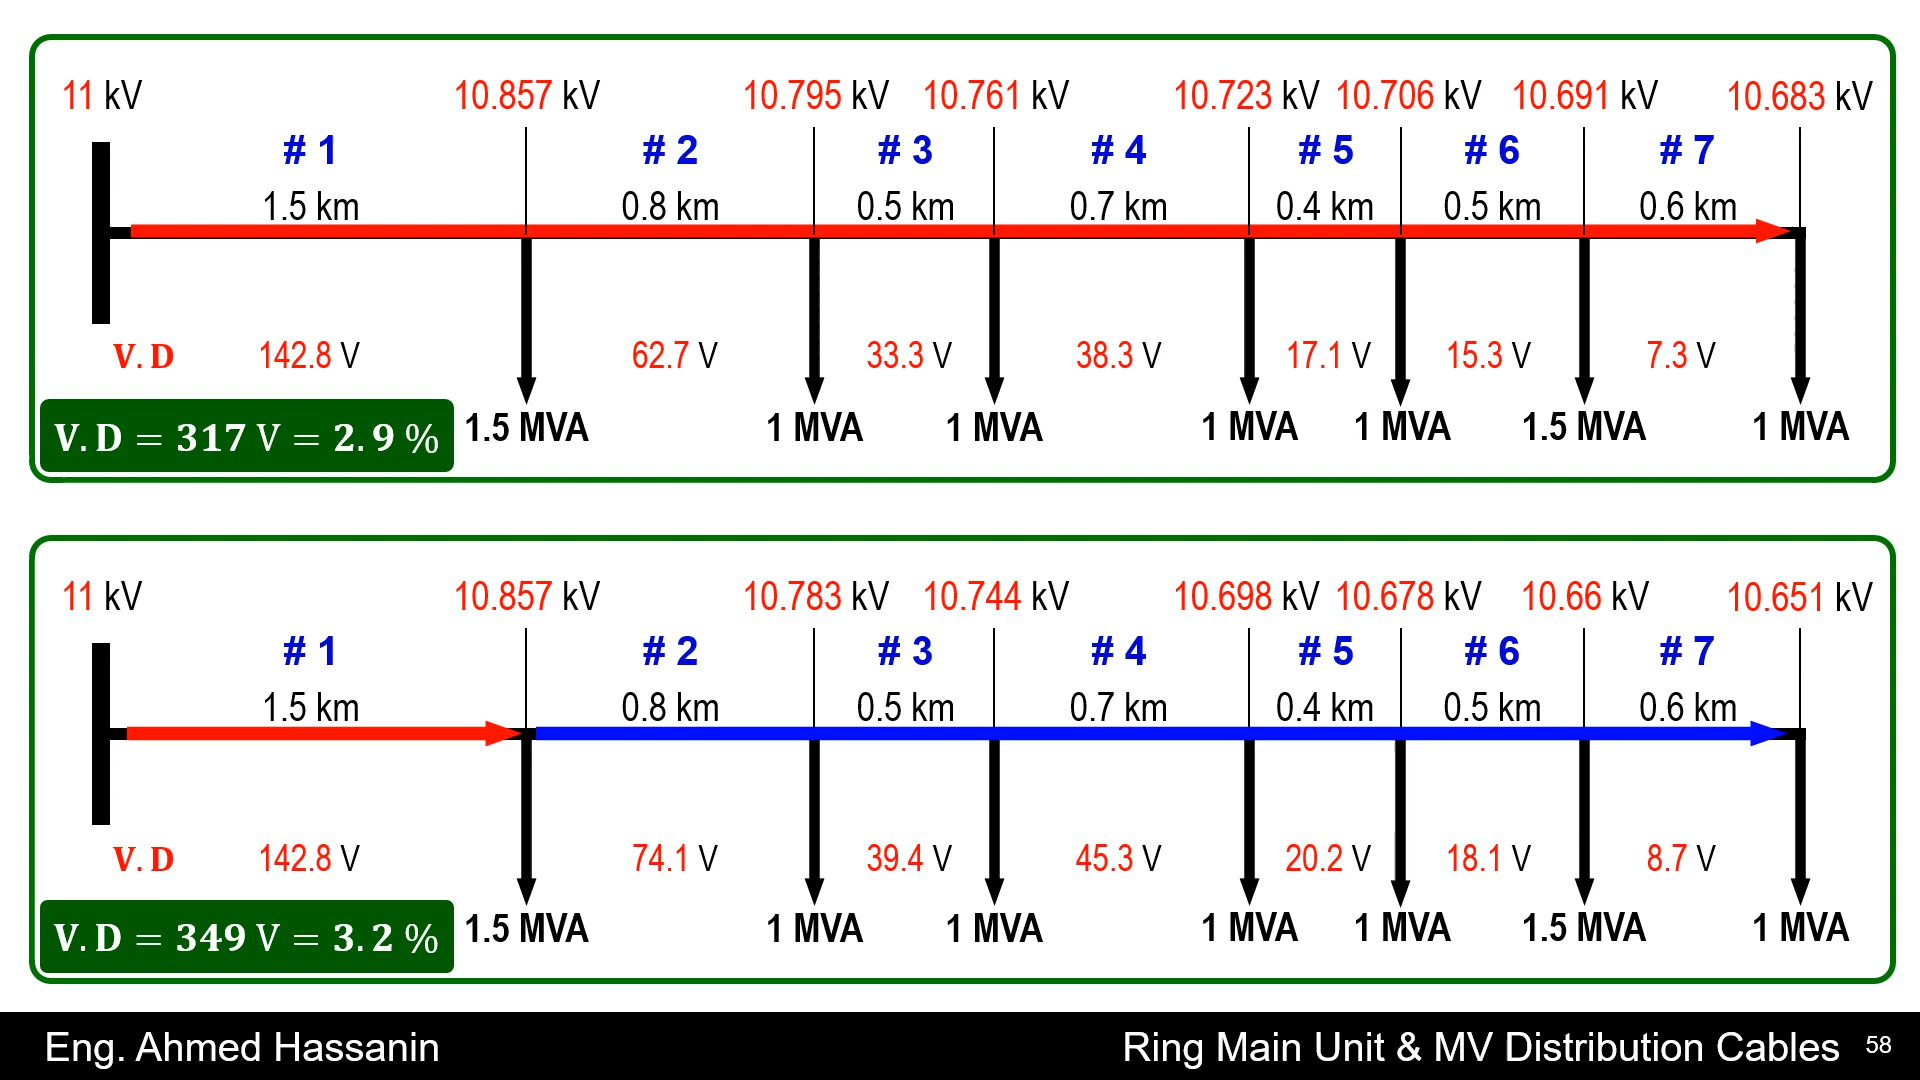 11 kV 10.857 kV 10.795 kV 10.761 kV 10.723 kV 10.706 kV 10.691 kV 10.683 kV
# 1 # 2 # 3 # 4 # 5 # 6 # 7
1.5 km 0.8 km 0.5 km 0.7 km 0.4 km 0.5 km 0.6 km
V. D 142.8 V 62.7 V 33.3 V 38.3 V 17.1 V 15.3 V 7.3 V
V. D = 317 V = 2.9 % 1.5 MVA 1 MVA 1 MVA 1 MVA 1 MVA 1.5 MVA 1 MVA
11 kV 10.857 kV 10.783 kV 10.744 kV 10.698 kV 10.678 kV 10.66 kV 10.651 kV
# 1 # 2 # 3 # 4 # 5 # 6 # 7
1.5 km 0.8 km 0.5 km 0.7 km 0.4 km 0.5 km 0.6 km
V. D 142.8 V 74.1 V 39.4 V 45.3 V 20.2 V 18.1 V 8.7 V
V. D = 349 V = 3.2 % 1.5 MVA 1 MVA 1 MVA 1 MVA 1 MVA 1.5 MVA 1 MVA
Eng. Ahmed Hassanin Ring Main Unit & MV Distribution Cables 58